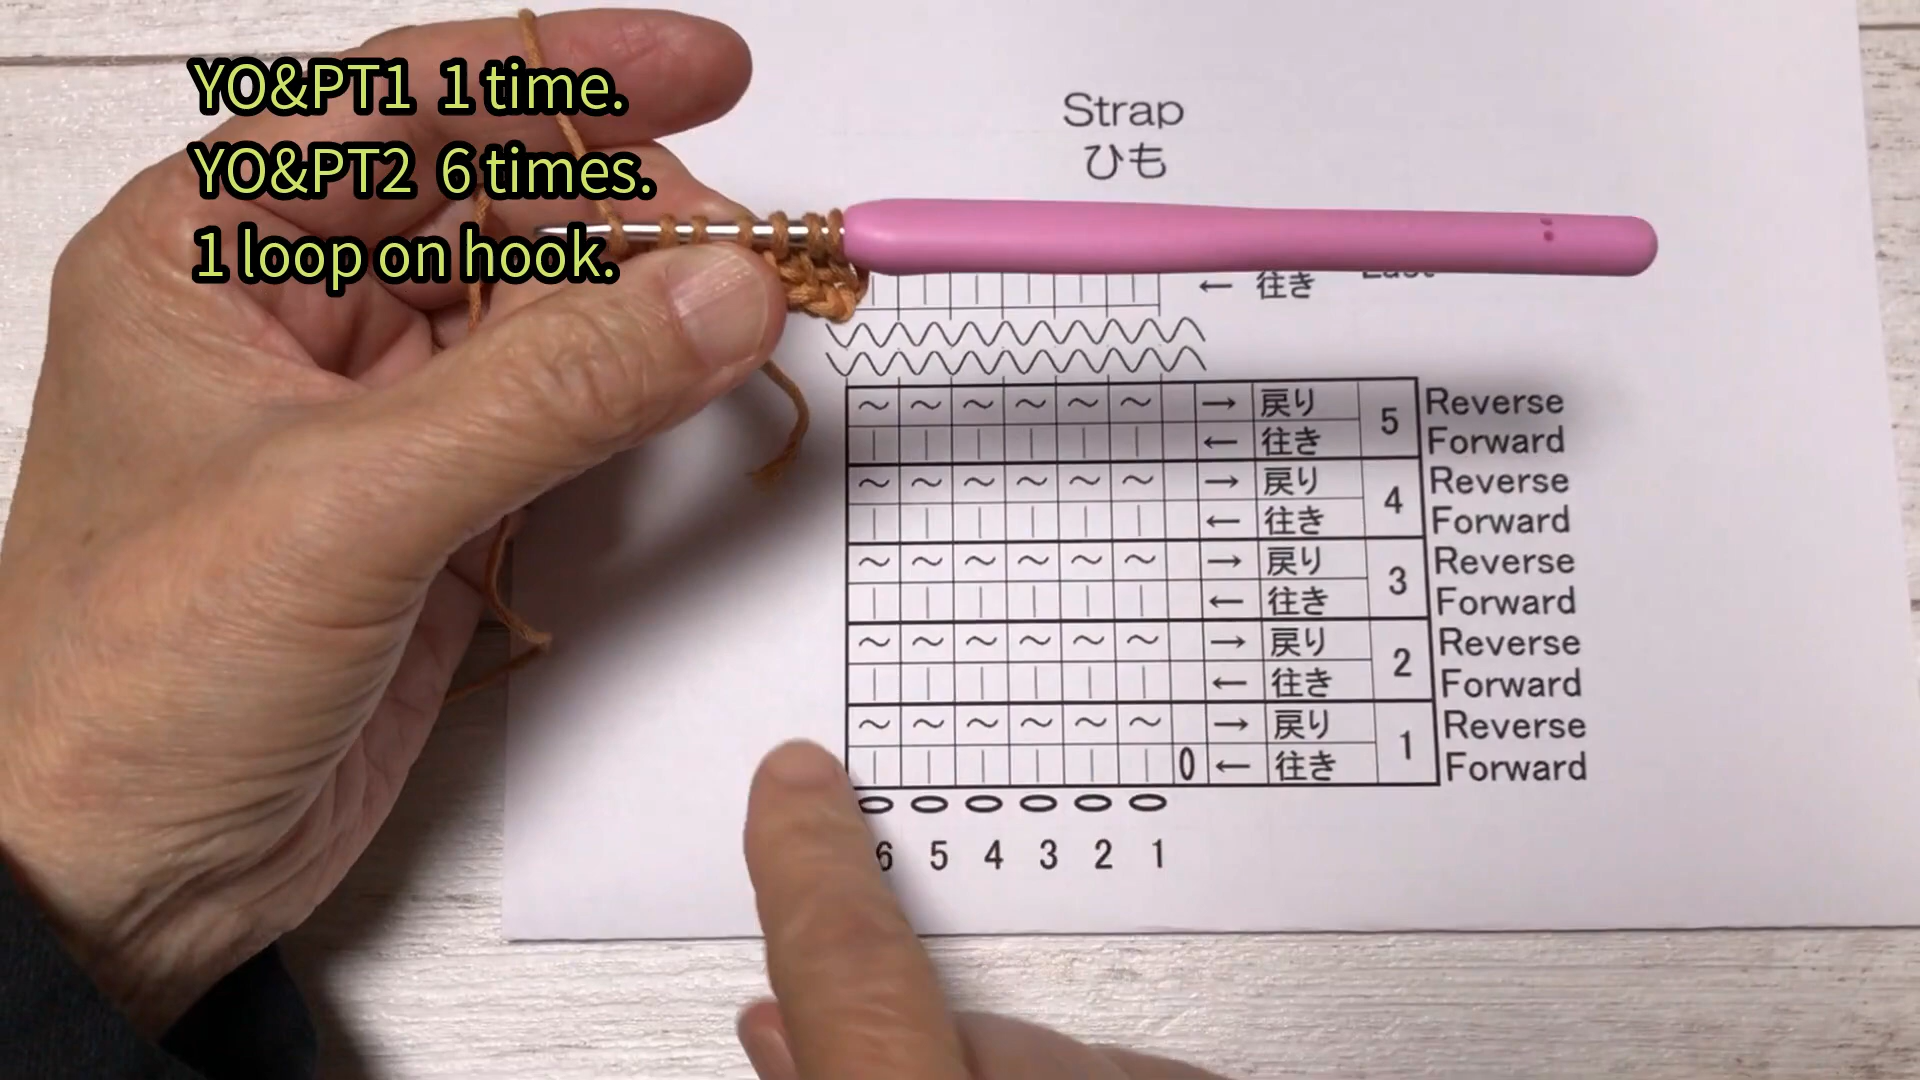 YO&PT1 1 time.
YO&PT2 6 times.
1 loop on hook.
Strap
ひも
← 往き
～ ～ ～ ～ ～ ～ → 戻り 5 Reverse
| | | | | | ← 往き Forward
～ ～ ～ ～ ～ ～ → 戻り 4 Reverse
| | | | | | ← 往き Forward
～ ～ ～ ～ ～ ～ → 戻り 3 Reverse
| | | | | | ← 往き Forward
～ ～ ～ ～ ～ ～ → 戻り 2 Reverse
| | | | | | ← 往き Forward
～ ～ ～ ～ ～ ～ → 戻り 1 Reverse
| | | | | | 0 ← 往き Forward
6 5 4 3 2 1